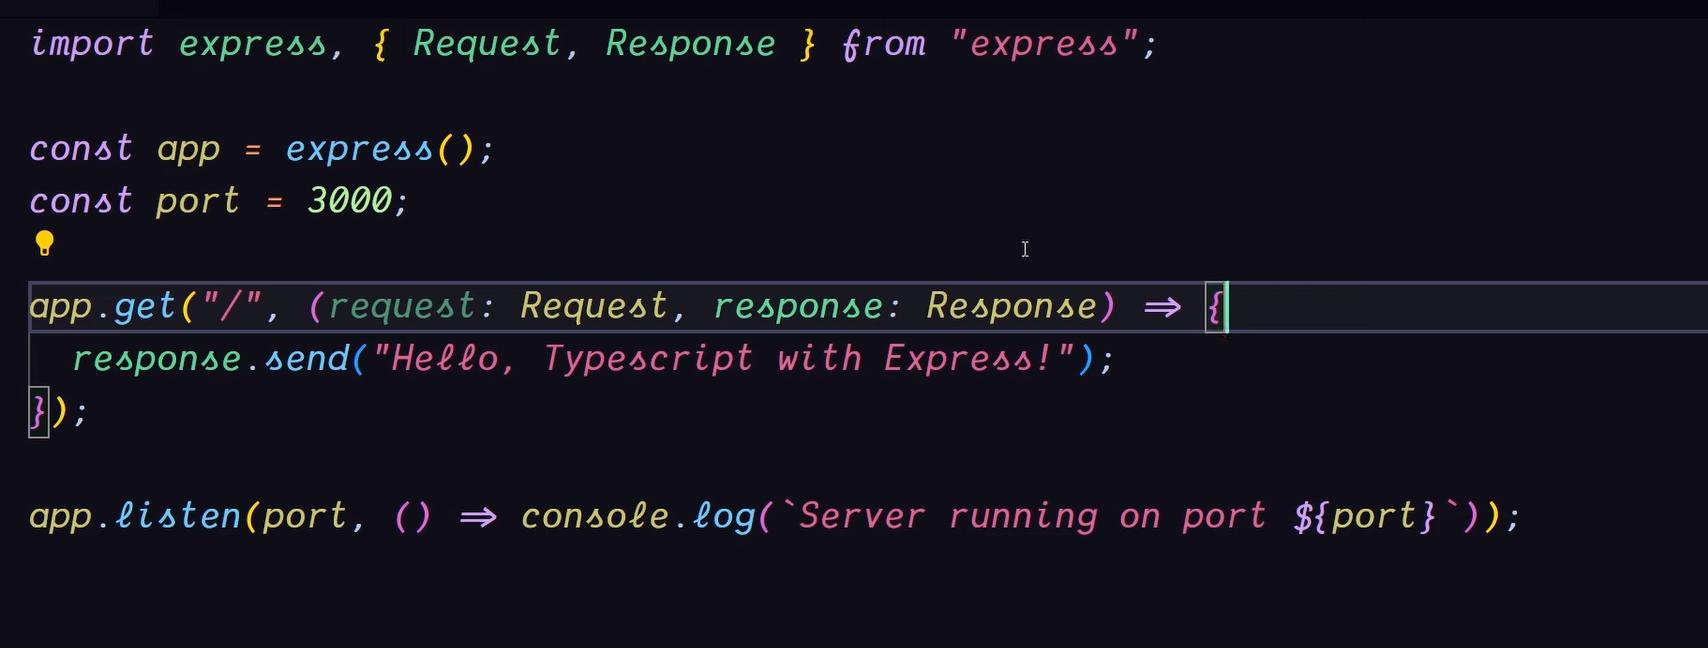 import express, { Request, Response } from "express";
const app = express();
const port = 3000;
app.get("/", (request: Request, response: Response) => {
  response.send("Hello, Typescript with Express!");
});
app.listen(port, () => console.log(`Server running on port ${port}`));